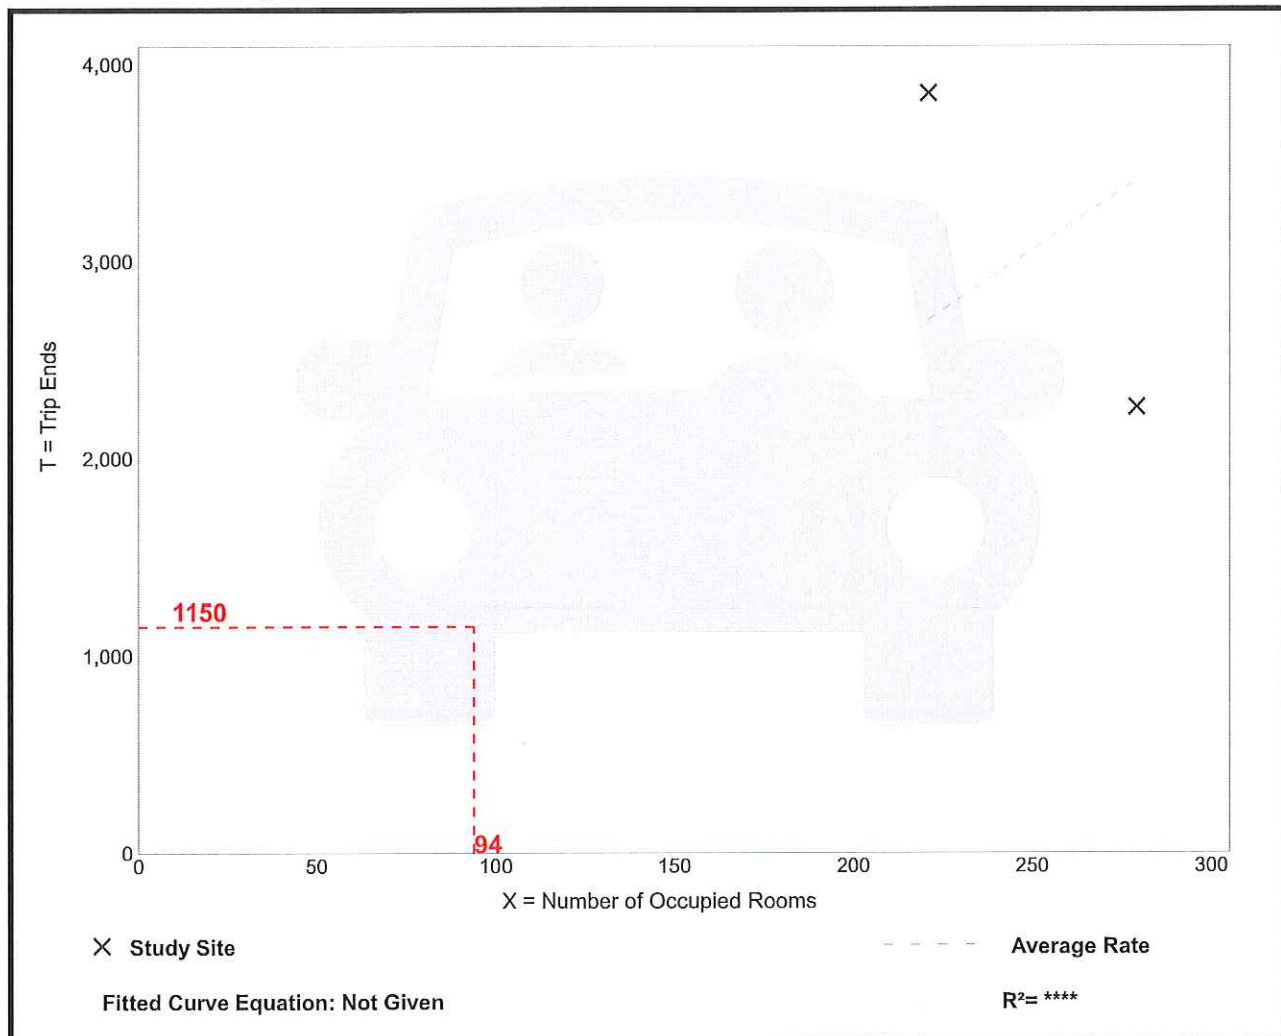 4,000
3,000
2,000
1,000
0
T = Trip Ends
1150
94
0 50 100 150 200 250 300
X = Number of Occupied Rooms
Study Site
Average Rate
Fitted Curve Equation: Not Given
R²= ****